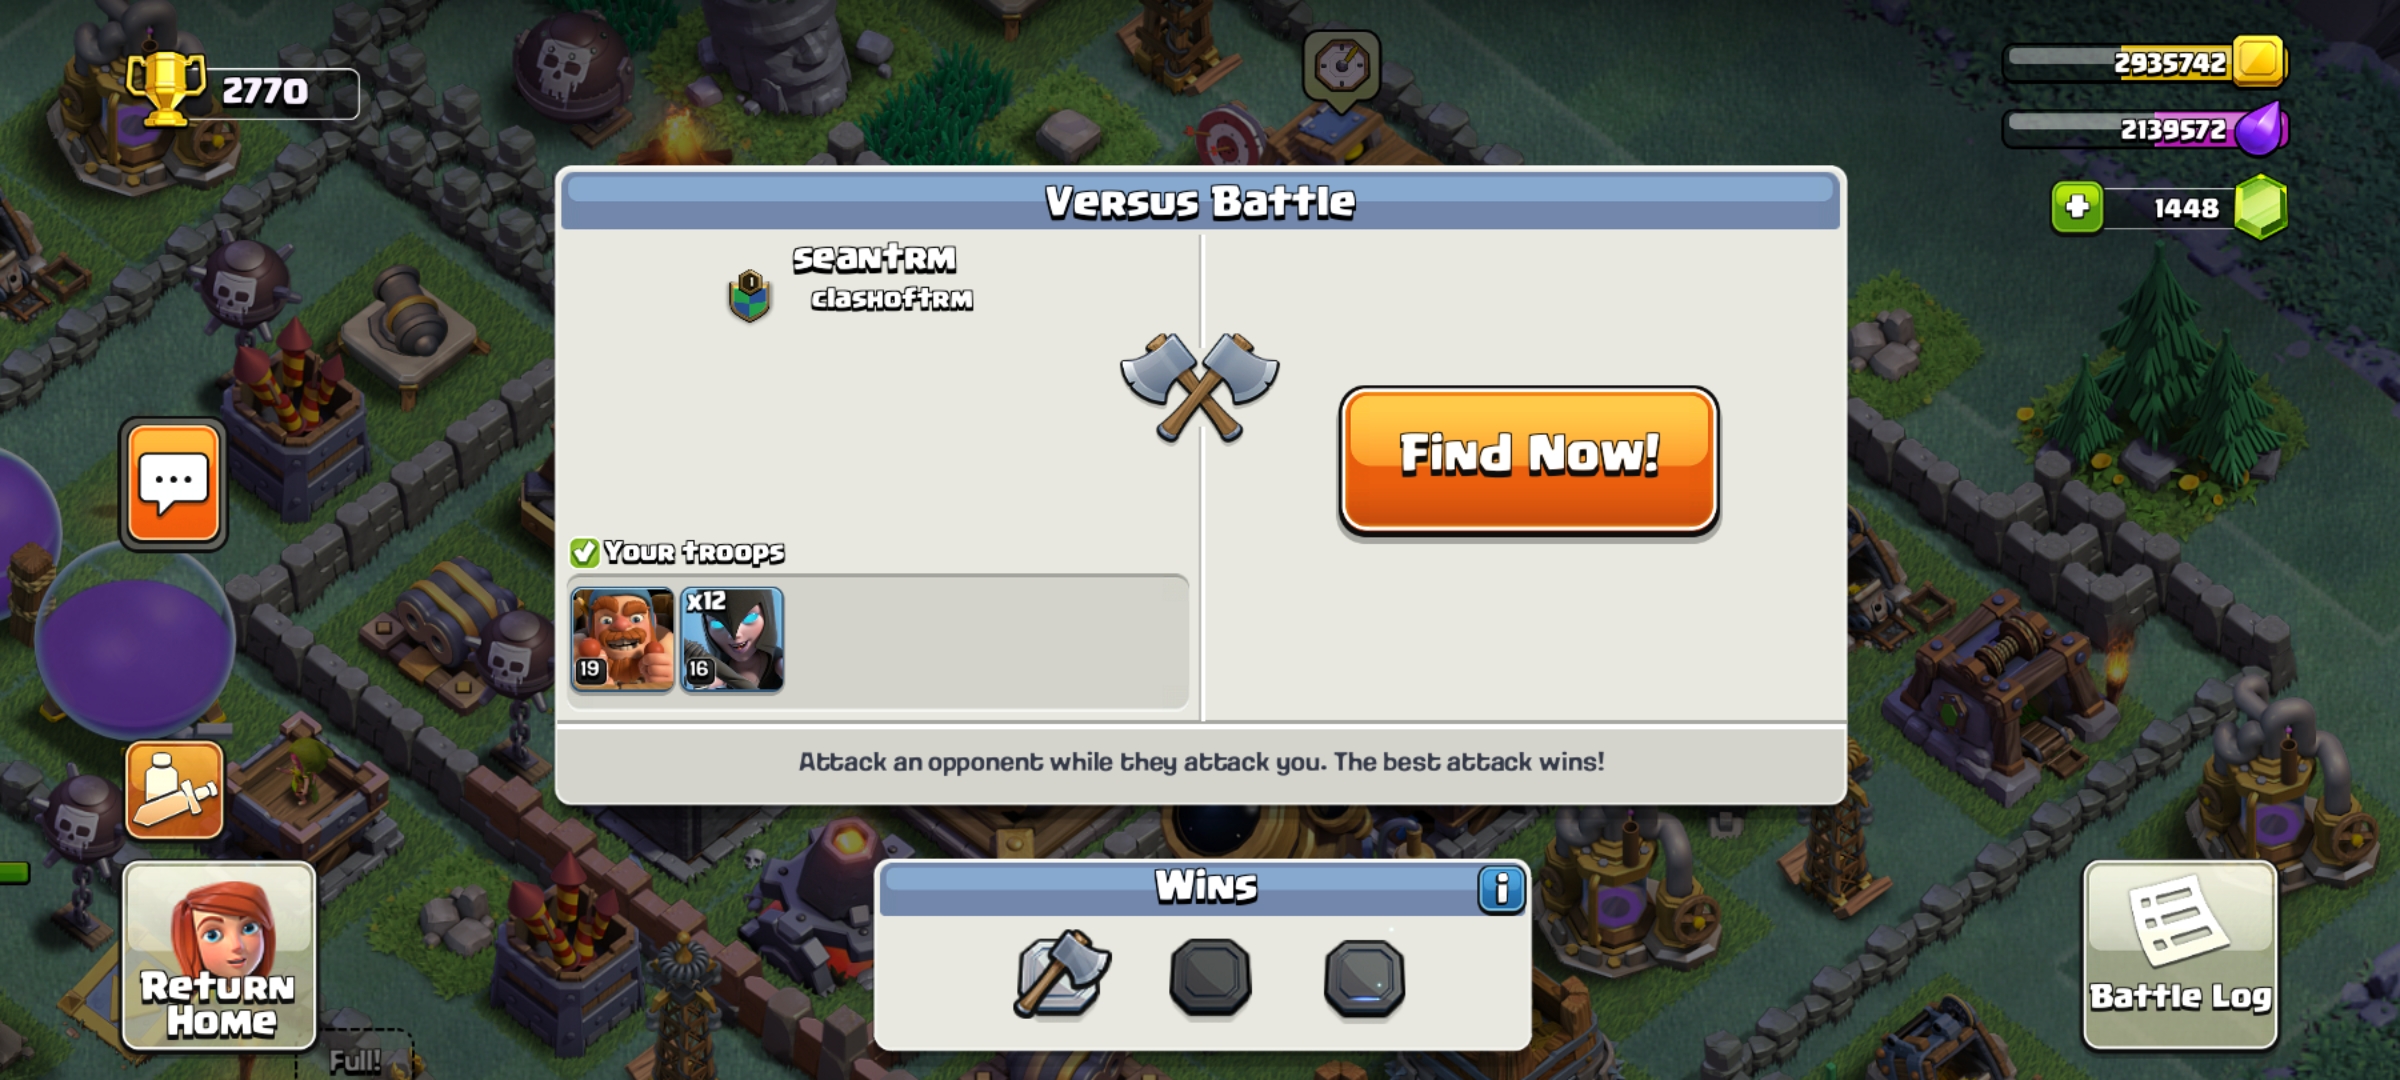 2770
2935742
2139572
1448
Versus Battle
seantrm
clashoftrm
1
Find Now!
Your troops
19
x12
16
Attack an opponent while they attack you. The best attack wins!
Wins
i
Return
Home
Battle Log
Full!